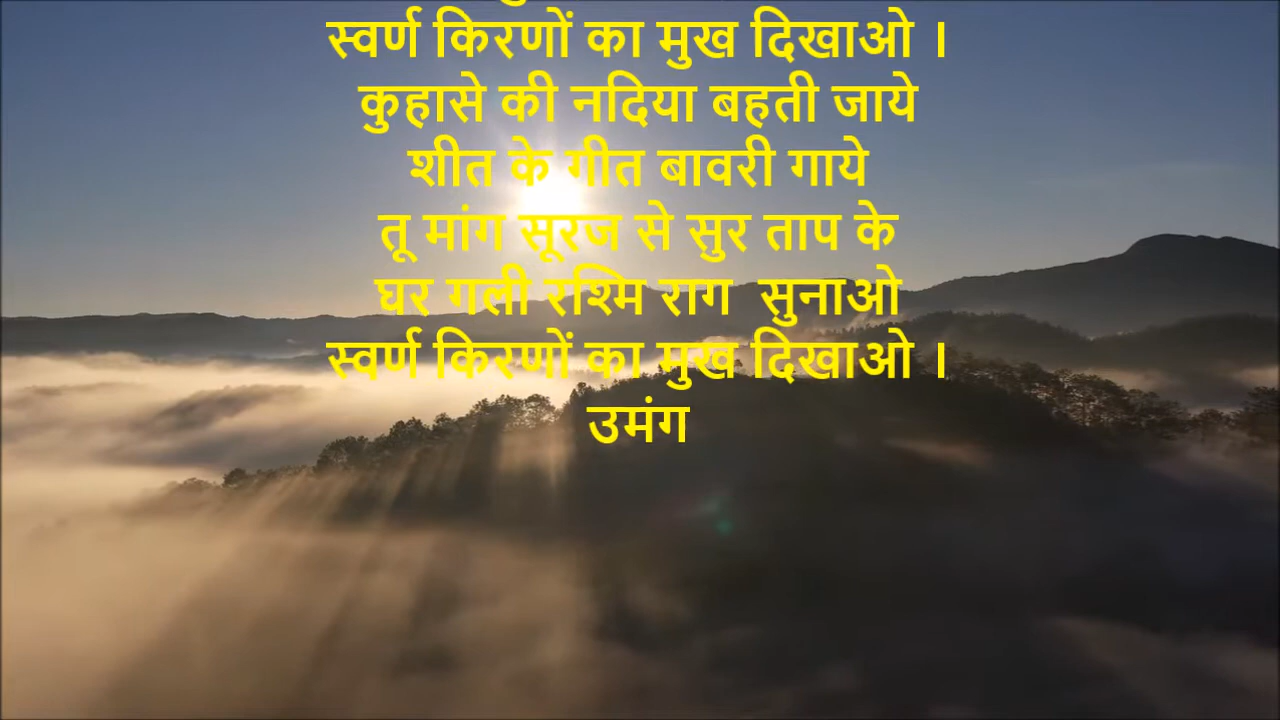 स्वर्ण किरणों का मुख दिखाओ ।
कुहासे की नदिया बहती जाये
शीत के गीत बावरी गाये
तू मांग सूरज से सुर ताप के
घर गली रश्मि राग  सुनाओ
स्वर्ण किरणों का मुख दिखाओ ।
उमंग